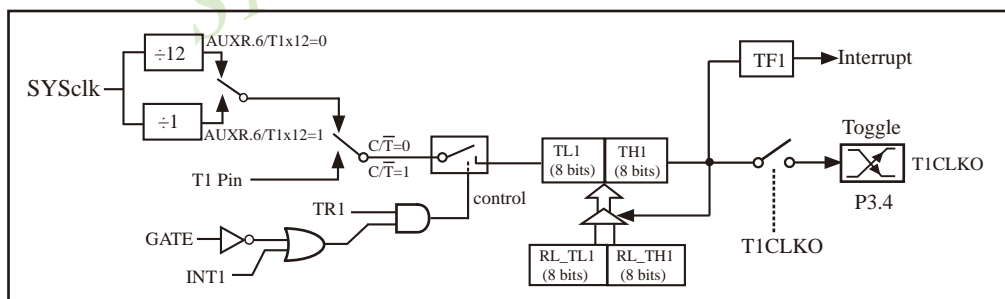 ÷12
AUXR.6/T1x12=0
SYSclk
÷1
AUXR.6/T1x12=1
C/T̅=0
C/T̅=1
T1 Pin
TR1
GATE
INT1
control
TL1
(8 bits)
TH1
(8 bits)
RL_TL1
(8 bits)
RL_TH1
(8 bits)
TF1
Interrupt
Toggle
T1CLKO
P3.4
T1CLKO